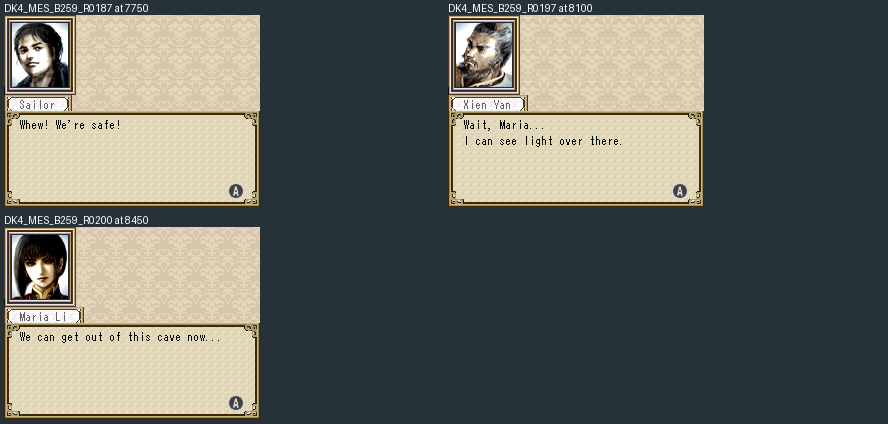 DK4_MES_B259_R0187 at 7750
Sailor
Whew! We're safe!
A
DK4_MES_B259_R0197 at 8100
Xien Yan
Wait, Maria...
I can see light over there.
A
DK4_MES_B259_R0200 at 8450
Maria Li
We can get out of this cave now...
A